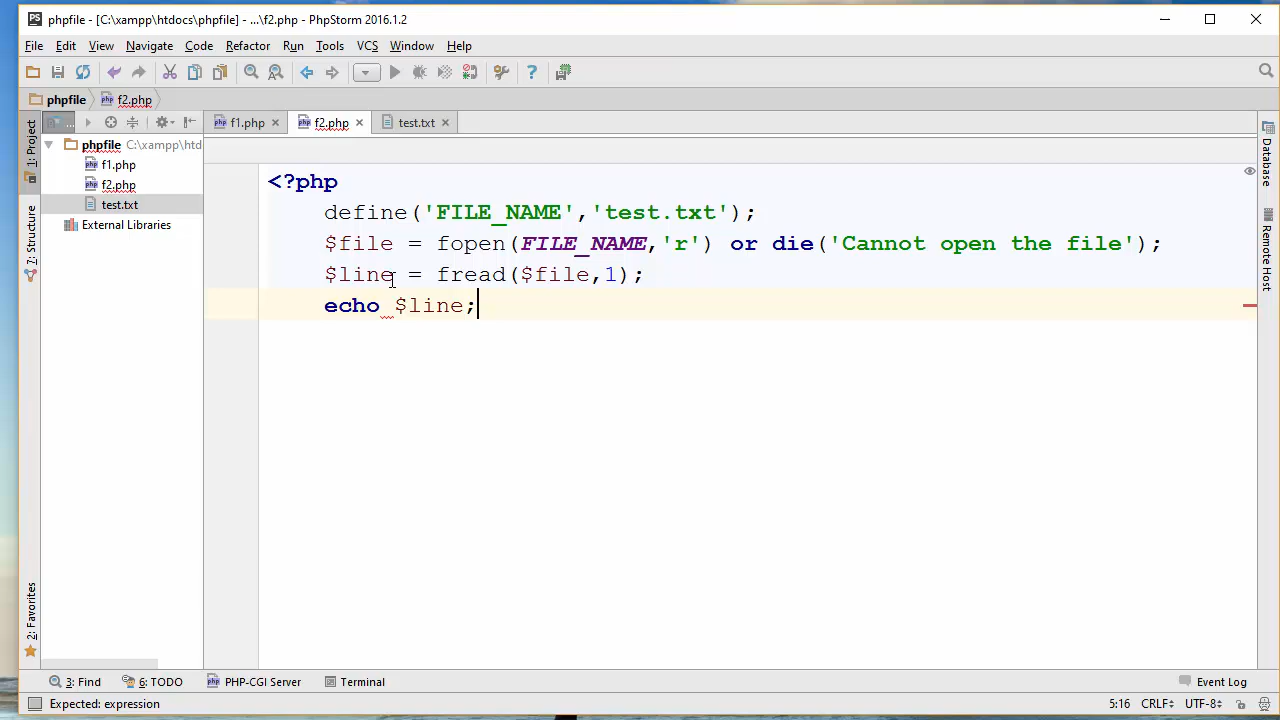 phpfile - [C:\xampp\htdocs\phpfile] - ...\f2.php - PhpStorm 2016.1.2
File Edit View Navigate Code Refactor Run Tools VCS Window Help
phpfile f2.php
f1.php f2.php test.txt
1: Project
2: Structure
2: Favorites
phpfile C:\xampp\htd
f1.php
f2.php
test.txt
External Libraries
<?php
define('FILE_NAME','test.txt');
$file = fopen(FILE_NAME,'r') or die('Cannot open the file');
$line = fread($file,1);
echo $line;
Database
Remote Host
3: Find 6: TODO PHP-CGI Server Terminal Event Log
Expected: expression 5:16 CRLF UTF-8